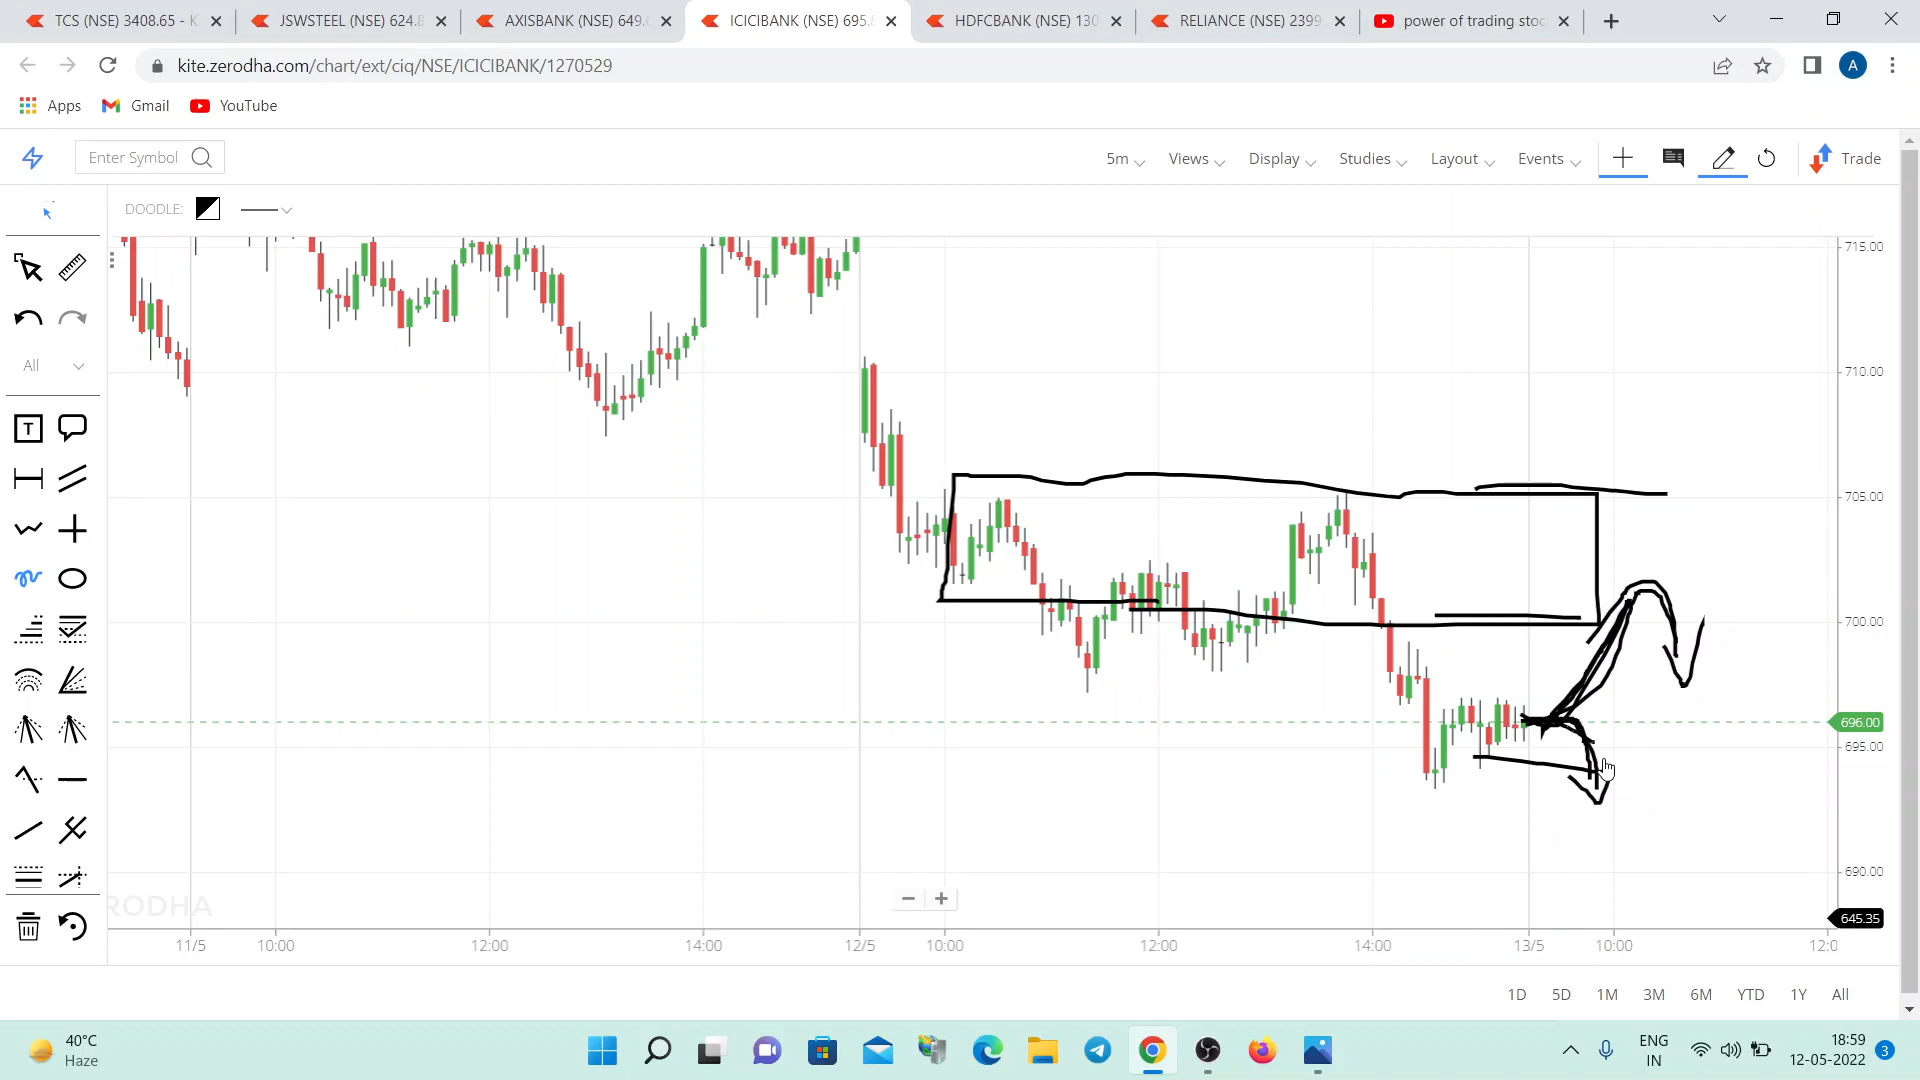 TCS (NSE) 3408.65 - K
JSWSTEEL (NSE) 624.8
AXISBANK (NSE) 649.
ICICIBANK (NSE) 695.8
HDFCBANK (NSE) 130
RELIANCE (NSE) 2399
power of trading stoc
kite.zerodha.com/chart/ext/ciq/NSE/ICICIBANK/1270529
A
Apps
Gmail
YouTube
Enter Symbol
5m
Views
Display
Studies
Layout
Events
Trade
DOODLE:
All
T
715.00
710.00
705.00
700.00
696.00
695.00
690.00
645.35
RODHA
11/5
10:00
12:00
14:00
12/5
10:00
12:00
14:00
13/5
10:00
12:0
1D
5D
1M
3M
6M
YTD
1Y
All
40°C
Haze
ENG
IN
18:59
12-05-2022
3